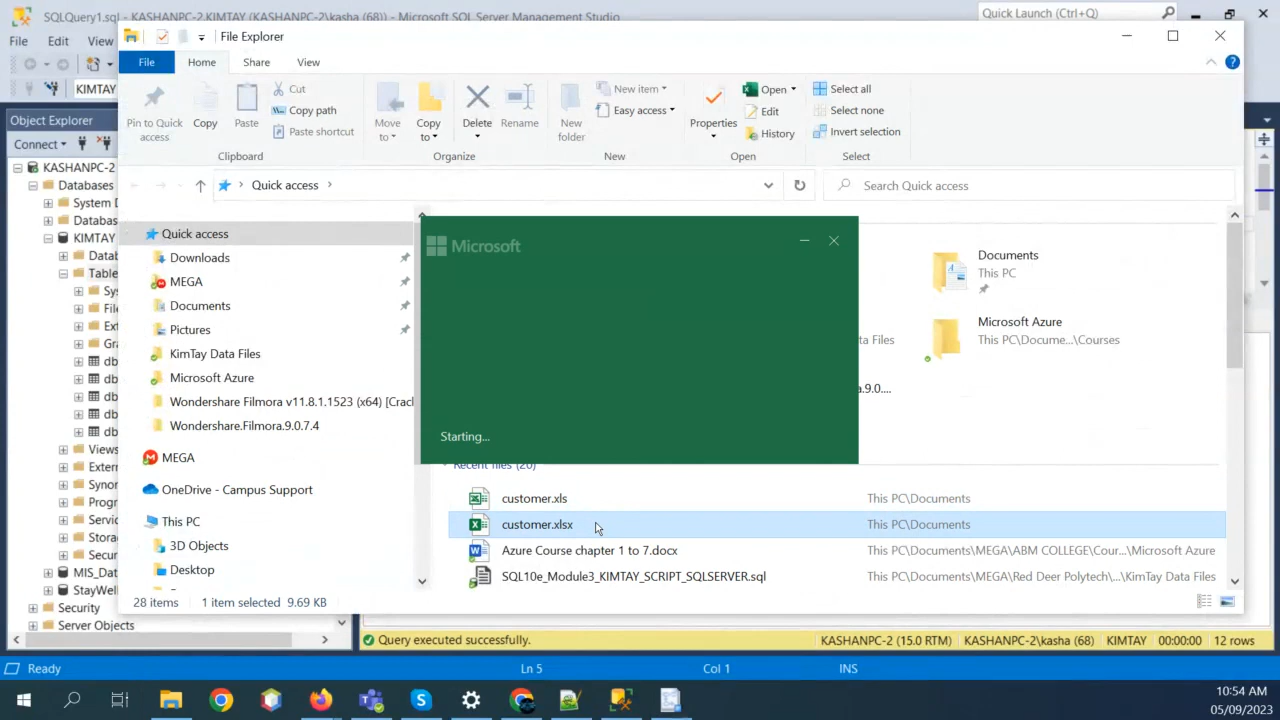 SQLQuery1.sql - KASHANPC-2.KIMTAY (KASHANPC-2\kasha (68)) - Microsoft SQL Server Management Studio
Quick Launch (Ctrl+Q)
File Edit View
File Explorer
File Home Share View
Pin to Quick access
Copy
Paste
Cut
Copy path
Paste shortcut
Clipboard
Move to
Copy to
Delete
Rename
Organize
New folder
New item
Easy access
New
Properties
Open
Edit
History
Open
Select all
Select none
Invert selection
Select
KIMTAY
Object Explorer
Connect
KASHANPC-2
Databases
System D
Databas
KIMTAY
Datab
Table
Sys
File
Ext
Gra
db
db
db
db
db
Views
Extern
Synon
Progr
Servic
Storag
Secur
MIS_Dat
StayWel
Security
Server Objects
Quick access
Search Quick access
Quick access
Downloads
MEGA
Documents
Pictures
KimTay Data Files
Microsoft Azure
Wondershare Filmora v11.8.1.1523 (x64) [Crac
Wondershare.Filmora.9.0.7.4
MEGA
OneDrive - Campus Support
This PC
3D Objects
Desktop
Microsoft
Starting...
Documents
This PC
Microsoft Azure
This PC\Docume...\Courses
ta Files
a.9.0....
Recent files (20)
customer.xls This PC\Documents
customer.xlsx This PC\Documents
Azure Course chapter 1 to 7.docx This PC\Documents\MEGA\ABM COLLEGE\Cour...\Microsoft Azure
SQL10e_Module3_KIMTAY_SCRIPT_SQLSERVER.sql This PC\Documents\MEGA\Red Deer Polytech\...\KimTay Data Files
28 items 1 item selected 9.69 KB
Query executed successfully. KASHANPC-2 (15.0 RTM) KASHANPC-2\kasha (68) KIMTAY 00:00:00 12 rows
Ready Ln 5 Col 1 INS
10:54 AM
05/09/2023